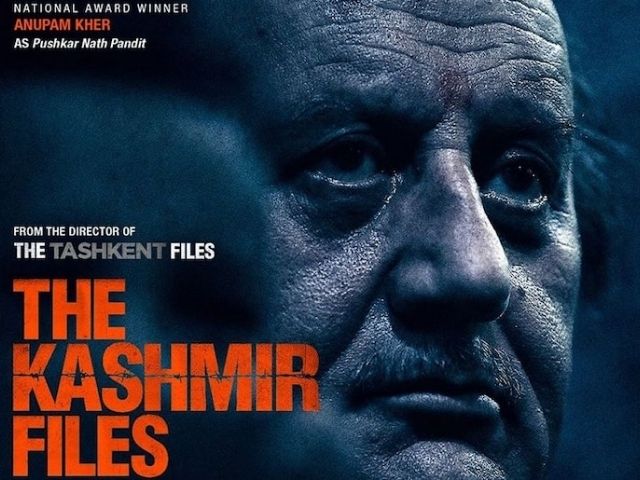 NATIONAL AWARD WINNER
ANUPAM KHER
AS Pushkar Nath Pandit
FROM THE DIRECTOR OF
THE TASHKENT FILES
THE
KASHMIR
FILES